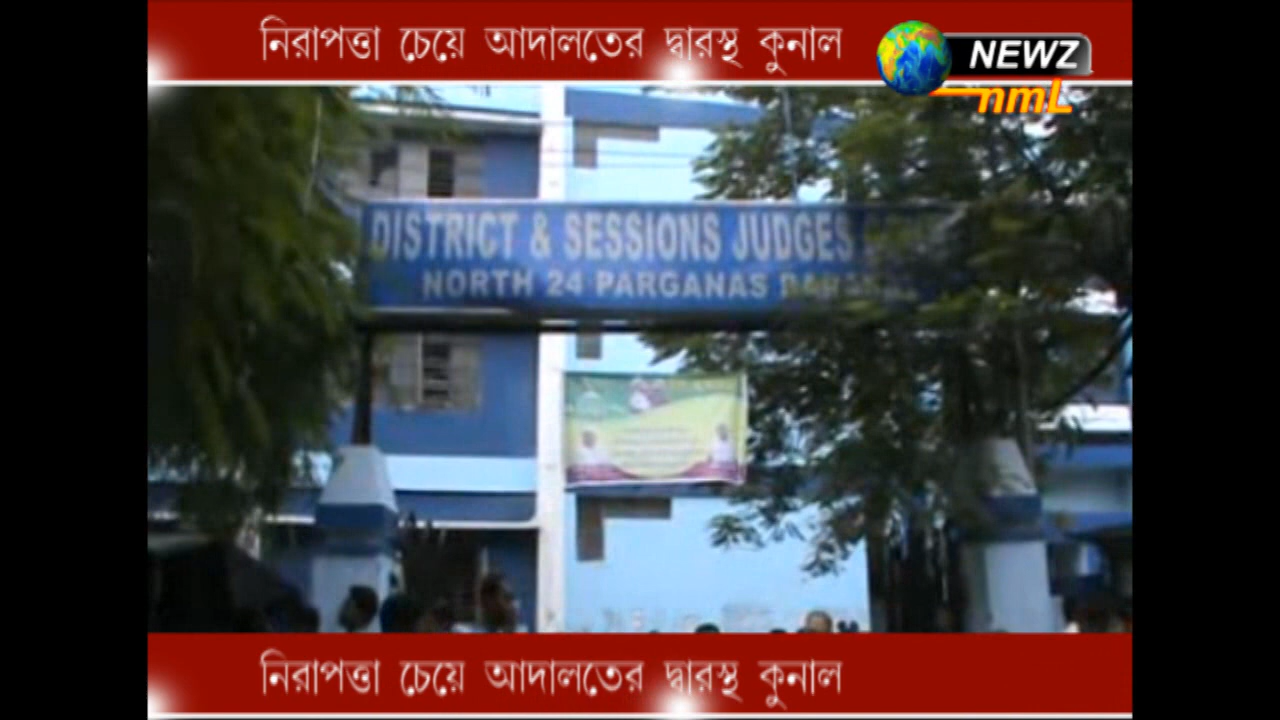 নিরাপত্তা চেয়ে আদালতের দ্বারস্থ কুনাল
NEWZ
nmL
DISTRICT & SESSIONS JUDGES
NORTH 24 PARGANAS
নিরাপত্তা চেয়ে আদালতের দ্বারস্থ কুনাল